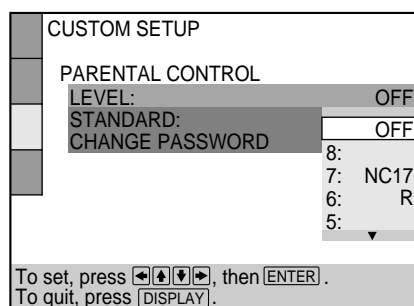 CUSTOM SETUP
PARENTAL CONTROL
LEVEL: OFF
STANDARD:
CHANGE PASSWORD
OFF
8:
7: NC17
6: R
5:
To set, press ←↑↓→, then ENTER.
To quit, press DISPLAY.